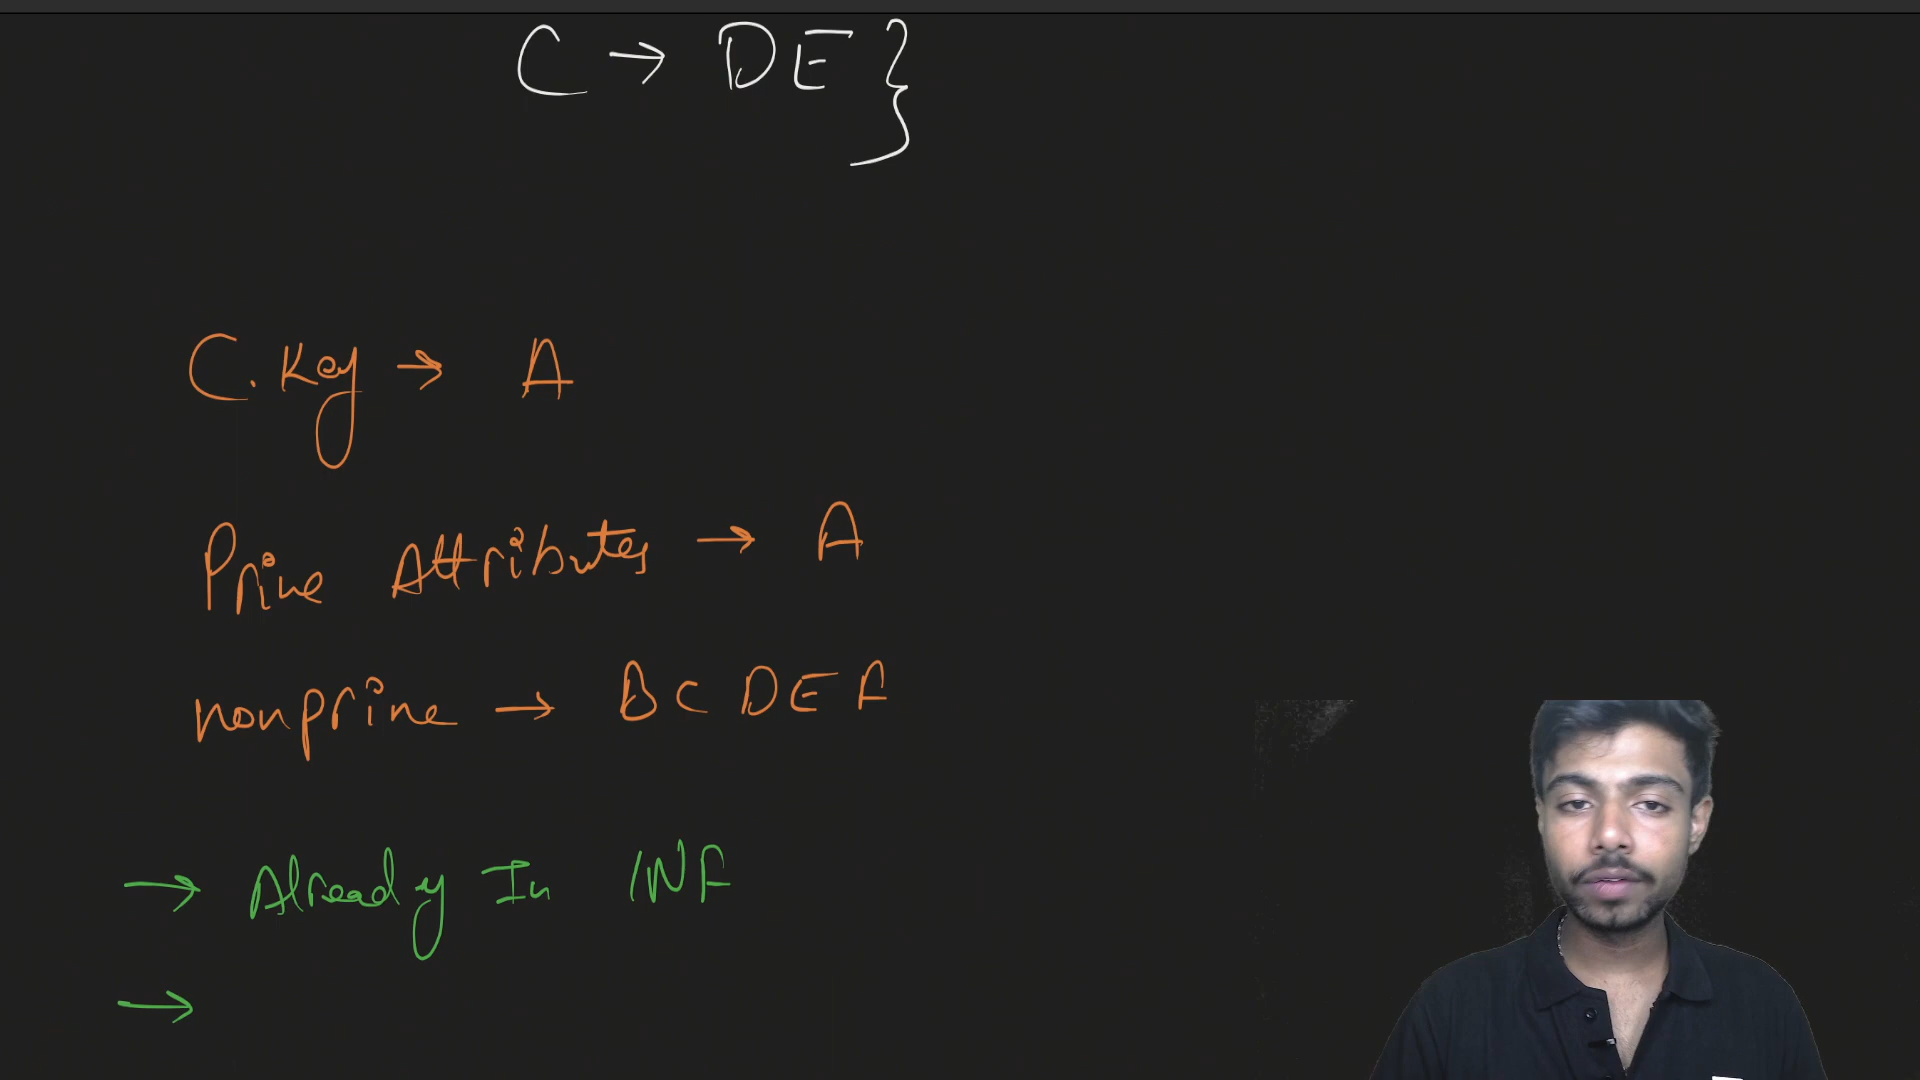 C → DE}
C. Key → A
Prime Attributes → A
nonprime → B C D E F
→ Already In 1NF
→